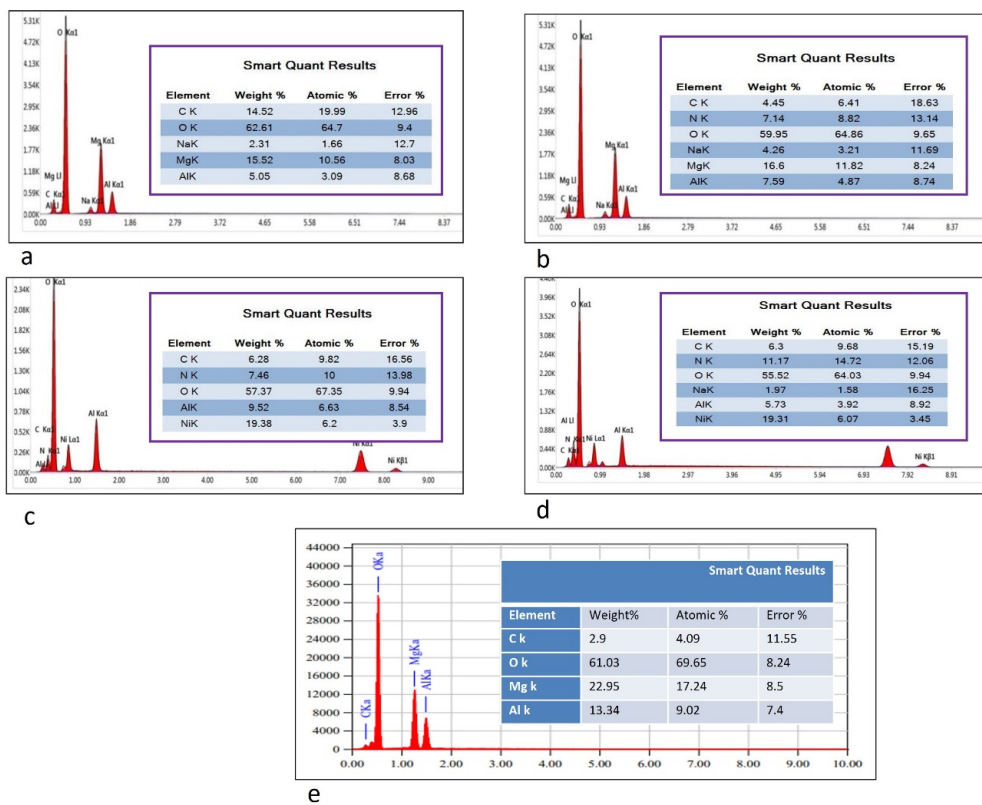 5.31K
4.72K
4.13K
3.54K
2.95K
2.36K
1.77K
1.18K
0.59K
0.00K
O Kα1
Mg Kα1
Al Kα1
Mg Ll
C Kα1
Al Ll
Na Kα1
0.00 0.93 1.86 2.79 3.72 4.65 5.58 6.51 7.44 8.37
Smart Quant Results
Element Weight % Atomic % Error %
C K 14.52 19.99 12.96
O K 62.61 64.7 9.4
NaK 2.31 1.66 12.7
MgK 15.52 10.56 8.03
AlK 5.05 3.09 8.68
a
5.31K
4.72K
4.13K
3.54K
2.95K
2.36K
1.77K
1.18K
0.59K
0.00K
O Kα1
Mg Kα1
Al Kα1
Mg Ll
C Kα1
Al Ll
Na Kα1
0.00 0.93 1.86 2.79 3.72 4.65 5.58 6.51 7.44 8.37
Smart Quant Results
Element Weight % Atomic % Error %
C K 4.45 6.41 18.63
N K 7.14 8.82 13.14
O K 59.95 64.86 9.65
NaK 4.26 3.21 11.69
MgK 16.6 11.82 8.24
AlK 7.59 4.87 8.74
b
2.34K
2.08K
1.82K
1.56K
1.30K
1.04K
0.78K
0.52K
0.26K
0.00K
O Kα1
Al Kα1
C Kα1
Ni Lα1
N Kα1
Ni Kα1
Ni Kβ1
0.00 1.00 2.00 3.00 4.00 5.00 6.00 7.00 8.00 9.00
Smart Quant Results
Element Weight % Atomic % Error %
C K 6.28 9.82 16.56
N K 7.46 10 13.98
O K 57.37 67.35 9.94
AlK 9.52 6.63 8.54
NiK 19.38 6.2 3.9
c
3.96K
3.52K
3.08K
2.64K
2.20K
1.76K
1.32K
0.88K
0.44K
0.00K
O Kα1
Al Ll
N Kα1
Ni Lα1
Al Kα1
C Kα1
Ni Kβ1
0.00 0.99 1.98 2.97 3.96 4.95 5.94 6.93 7.92 8.91
Smart Quant Results
Element Weight % Atomic % Error %
C K 6.3 9.68 15.19
N K 11.17 14.72 12.06
O K 55.52 64.03 9.94
NaK 1.97 1.58 16.25
AlK 5.73 3.92 8.92
NiK 19.31 6.07 3.45
d
44000
40000
36000
32000
28000
24000
20000
16000
12000
8000
4000
0
CKa
OKa
MgKa
AlKa
0.00 1.00 2.00 3.00 4.00 5.00 6.00 7.00 8.00 9.00 10.00
Smart Quant Results
Element Weight% Atomic % Error %
C k 2.9 4.09 11.55
O k 61.03 69.65 8.24
Mg k 22.95 17.24 8.5
Al k 13.34 9.02 7.4
e